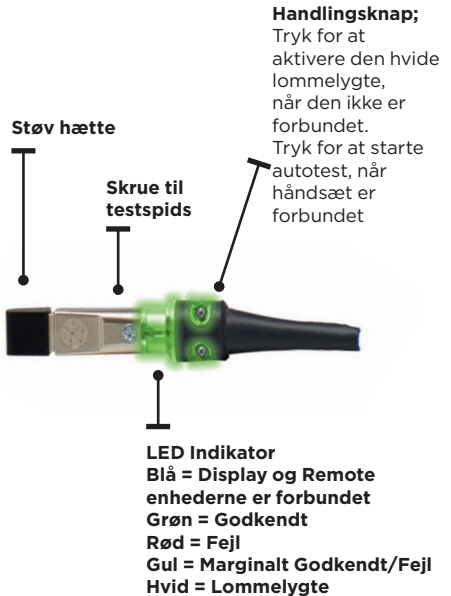 Handlingsknap;
Tryk for at
aktivere den hvide
lommelygte,
når den ikke er
forbundet.
Tryk for at starte
autotest, når
håndsæt er
forbundet
Støv hætte
Skrue til
testspids
LED Indikator
Blå = Display og Remote
enhederne er forbundet
Grøn = Godkendt
Rød = Fejl
Gul = Marginalt Godkendt/Fejl
Hvid = Lommelygte